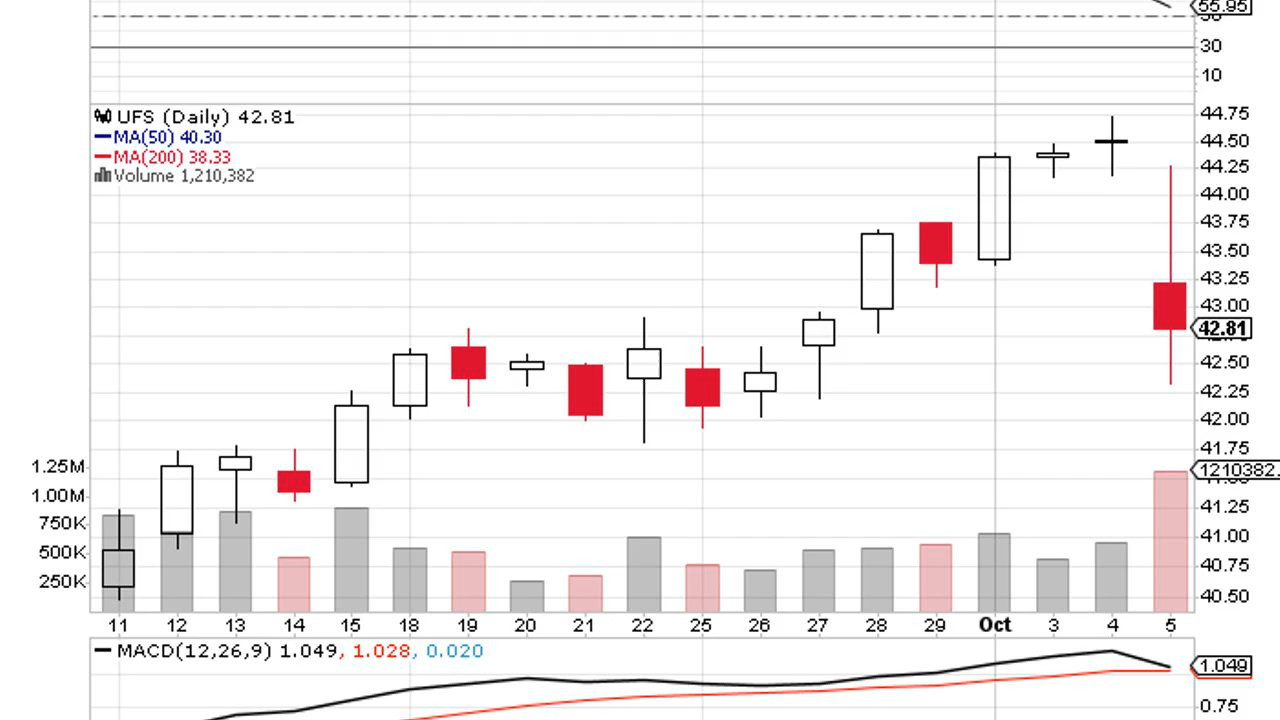 55.95
50
30
10
UFS (Daily) 42.81
MA(50) 40.30
MA(200) 38.33
Volume 1,210,382
44.75
44.50
44.25
44.00
43.75
43.50
43.25
43.00
42.81
42.50
42.25
42.00
41.75
1.25M
1210382.
1.00M
41.25
750K
41.00
500K
40.75
250K
40.50
11 12 13 14 15 18 19 20 21 22 25 26 27 28 29 Oct 3 4 5
MACD(12,26,9) 1.049, 1.028, 0.020
1.049
0.75